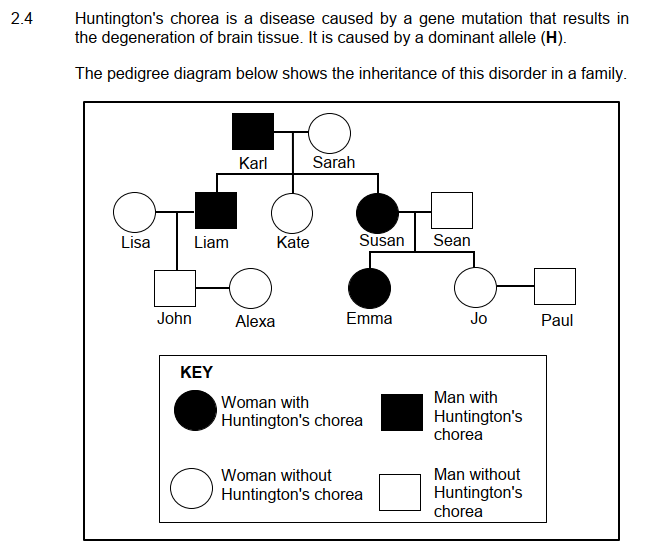 2.4 Huntington's chorea is a disease caused by a gene mutation that results in
the degeneration of brain tissue. It is caused by a dominant allele (H).
The pedigree diagram below shows the inheritance of this disorder in a family.
Karl Sarah
Lisa Liam Kate Susan Sean
John Alexa Emma Jo Paul
KEY
Woman with
Huntington's chorea
Man with
Huntington's
chorea
Woman without
Huntington's chorea
Man without
Huntington's
chorea